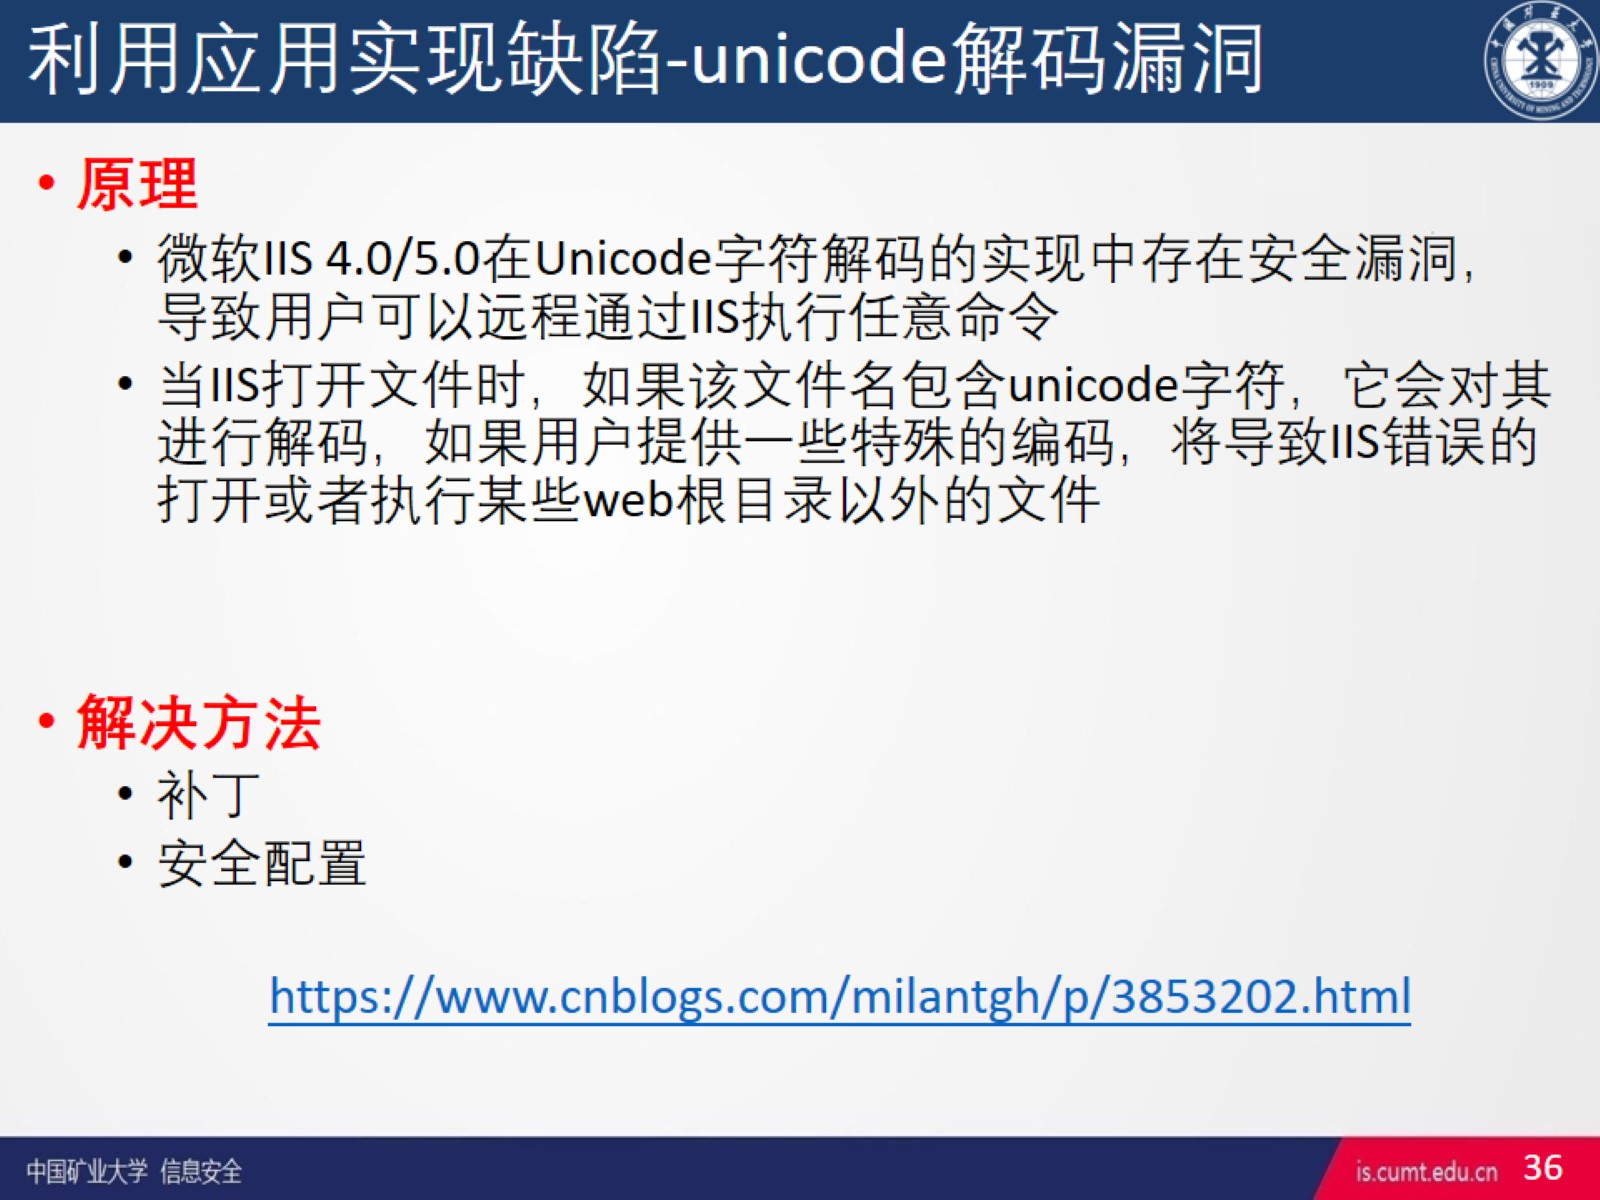 利用应用实现缺陷-unicode解码漏洞
• 原理
• 微软IIS 4.0/5.0在Unicode字符解码的实现中存在安全漏洞，
导致用户可以远程通过IIS执行任意命令
• 当IIS打开文件时，如果该文件名包含unicode字符，它会对其
进行解码，如果用户提供一些特殊的编码，将导致IIS错误的
打开或者执行某些web根目录以外的文件
• 解决方法
• 补丁
• 安全配置
https://www.cnblogs.com/milantgh/p/3853202.html
中国矿业大学 信息安全
is.cumt.edu.cn 36
1909
CHINA UNIVERSITY OF MINING AND TECHNOLOGY